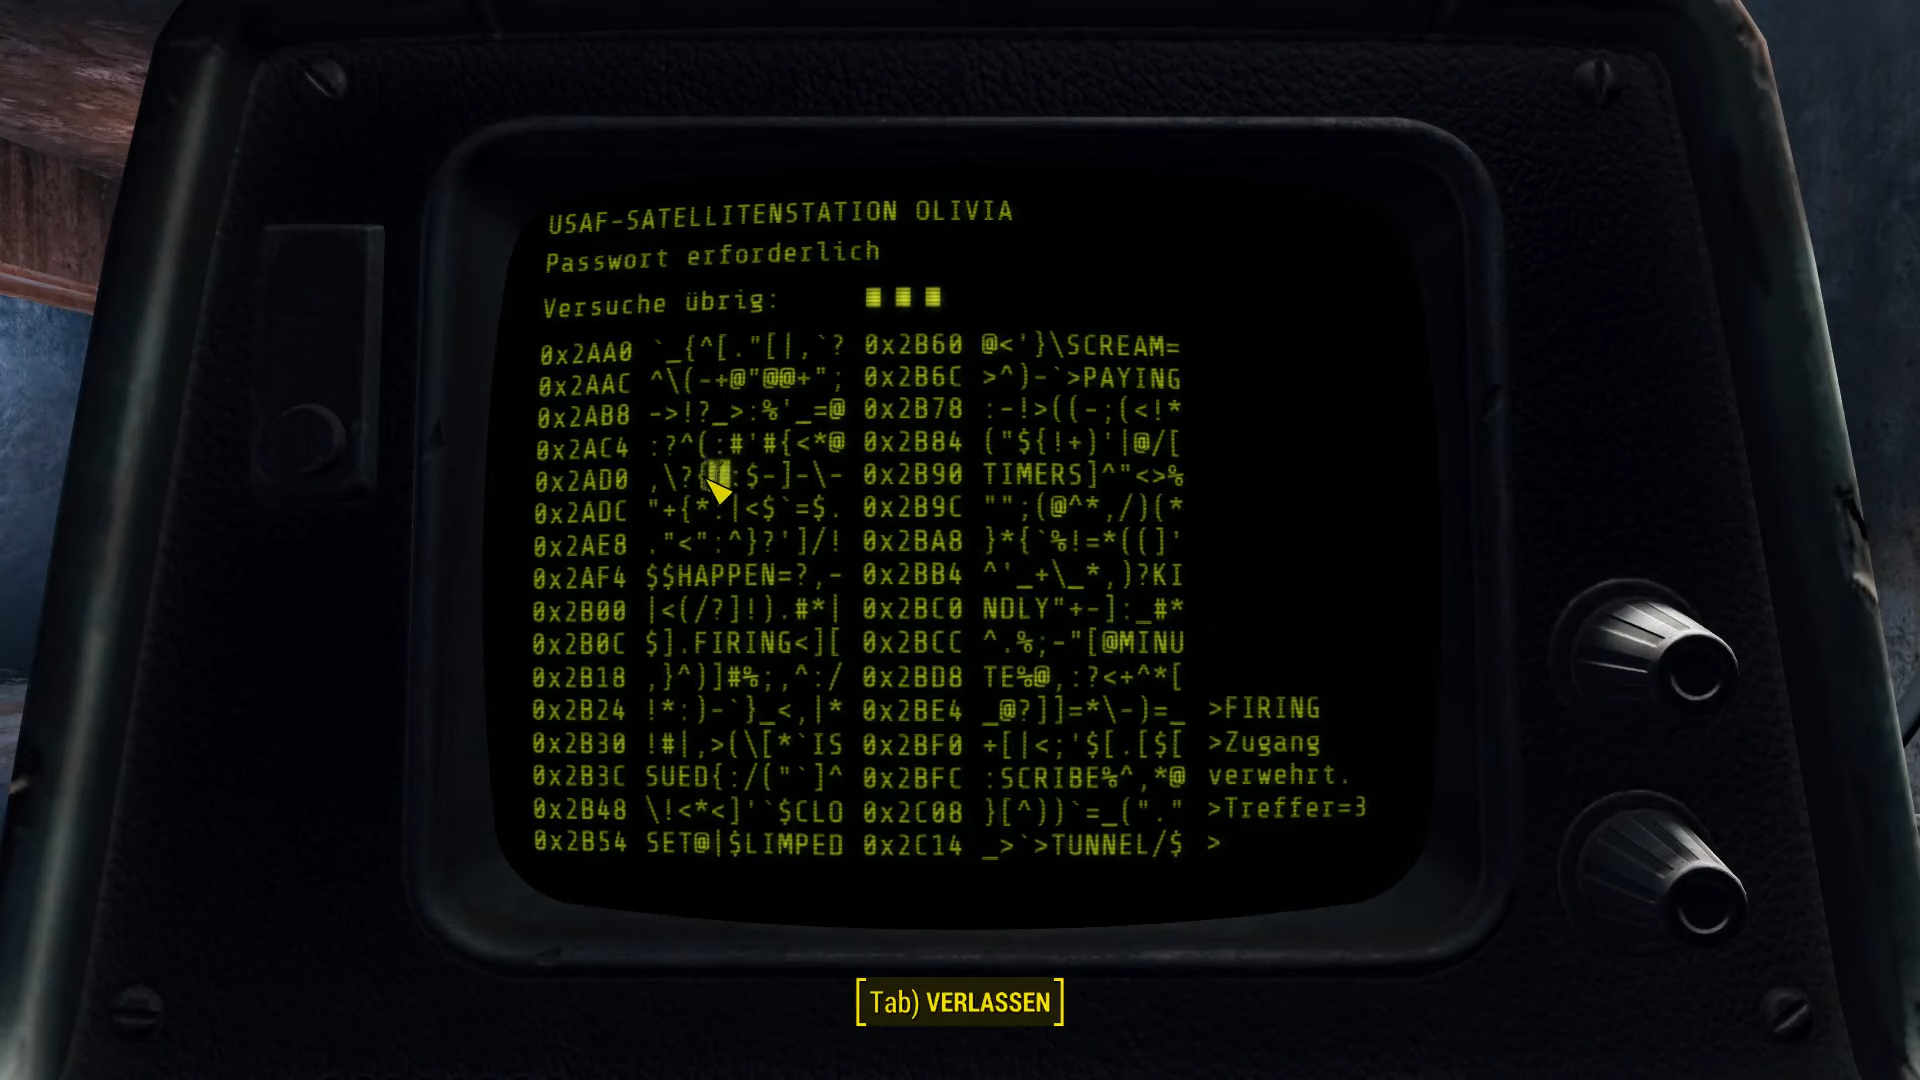 USAF-SATELLITENSTATION OLIVIA
Passwort erforderlich
Versuche übrig:
0x2AA0 `_{^[."[|,`? 0x2B60 @<'}\SCREAM=
0x2AAC ^\(-+@"@@+"; 0x2B6C >^)-`>PAYING
0x2AB8 ->!?_>:%'_=@ 0x2B78 :-!>((-;(<!*
0x2AC4 :?^(:#'#{<*@ 0x2B84 ("${!+)'|@/[
0x2AD0 ,\?{ :$-]-\- 0x2B90 TIMERS]^"<>%
0x2ADC "+{*:|<$`=$. 0x2B9C "";(@^*,/)(*
0x2AE8 ."<":^}?']/! 0x2BA8 }*{`%!=*((]'
0x2AF4 $$HAPPEN=?,- 0x2BB4 ^'_+\_*,)?KI
0x2B00 |<(/?]!).#*| 0x2BC0 NDLY"+-]:_#*
0x2B0C $].FIRING<][ 0x2BCC ^.%;-"[@MINU
0x2B18 ,}^)]#%;,^:/ 0x2BD8 TE%@,:?<+^*[
0x2B24 !*:)-`}_<,|* 0x2BE4 _@?]]=*\-)=_ >FIRING
0x2B30 !#|,>(\[*`IS 0x2BF0 +[|<;'$[.[$[ >Zugang
0x2B3C SUED{:/("`]^ 0x2BFC :SCRIBE%^,*@ verwehrt.
0x2B48 \!<*<]'`$CLO 0x2C08 }[^))`=_("." >Treffer=3
0x2B54 SET@|$LIMPED 0x2C14 _>`>TUNNEL/$ >
[Tab) VERLASSEN]